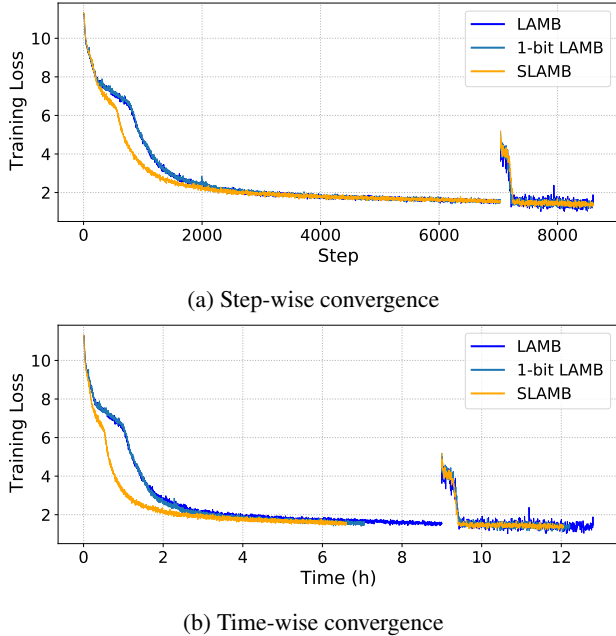 10
8
6
4
2
Training Loss
LAMB
1-bit LAMB
SLAMB
0 2000 4000 6000 8000
Step
(a) Step-wise convergence
10
8
6
4
2
Training Loss
LAMB
1-bit LAMB
SLAMB
0 2 4 6 8 10 12
Time (h)
(b) Time-wise convergence